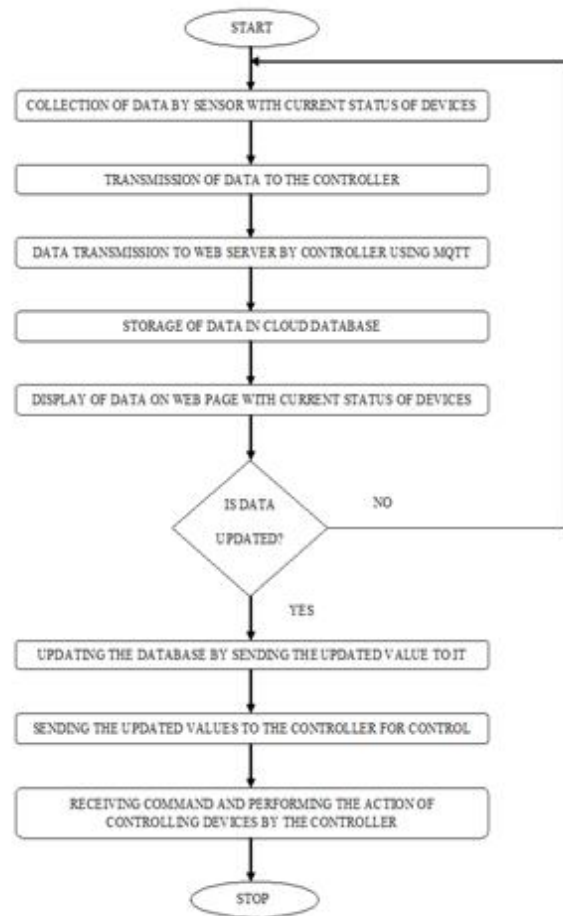 START
COLLECTION OF DATA BY SENSOR WITH CURRENT STATUS OF DEVICES
TRANSMISSION OF DATA TO THE CONTROLLER
DATA TRANSMISSION TO WEB SERVER BY CONTROLLER USING MQTT
STORAGE OF DATA IN CLOUD DATABASE
DISPLAY OF DATA ON WEB PAGE WITH CURRENT STATUS OF DEVICES
IS DATA
UPDATED?
NO
YES
UPDATING THE DATABASE BY SENDING THE UPDATED VALUE TO IT
SENDING THE UPDATED VALUES TO THE CONTROLLER FOR CONTROL
RECEIVING COMMAND AND PERFORMING THE ACTION OF
CONTROLLING DEVICES BY THE CONTROLLER
STOP